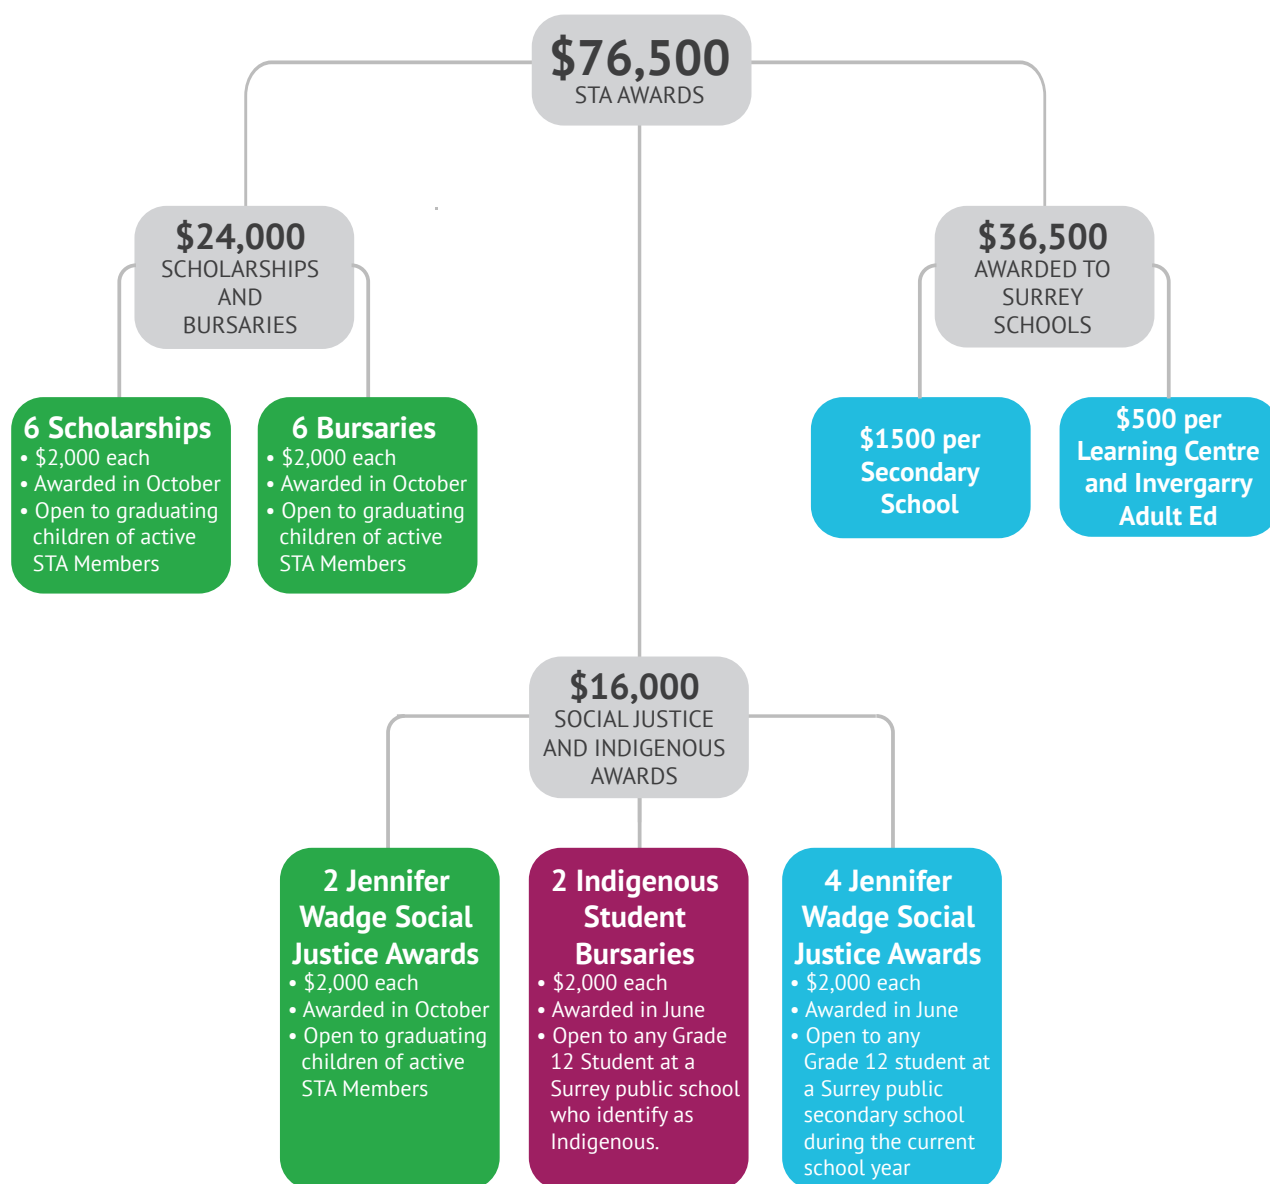 $76,500
STA AWARDS
$24,000
SCHOLARSHIPS
AND
BURSARIES
$36,500
AWARDED TO
SURREY
SCHOOLS
6 Scholarships
• $2,000 each
• Awarded in October
• Open to graduating
children of active
STA Members
6 Bursaries
• $2,000 each
• Awarded in October
• Open to graduating
children of active
STA Members
$1500 per
Secondary
School
$500 per
Learning Centre
and Invergarry
Adult Ed
$16,000
SOCIAL JUSTICE
AND INDIGENOUS
AWARDS
2 Jennifer
Wadge Social
Justice Awards
• $2,000 each
• Awarded in October
• Open to graduating
children of active
STA Members
2 Indigenous
Student
Bursaries
• $2,000 each
• Awarded in June
• Open to any Grade
12 Student at a
Surrey public school
who identify as
Indigenous.
4 Jennifer
Wadge Social
Justice Awards
• $2,000 each
• Awarded in June
• Open to any
Grade 12 student at
a Surrey public
secondary school
during the current
school year